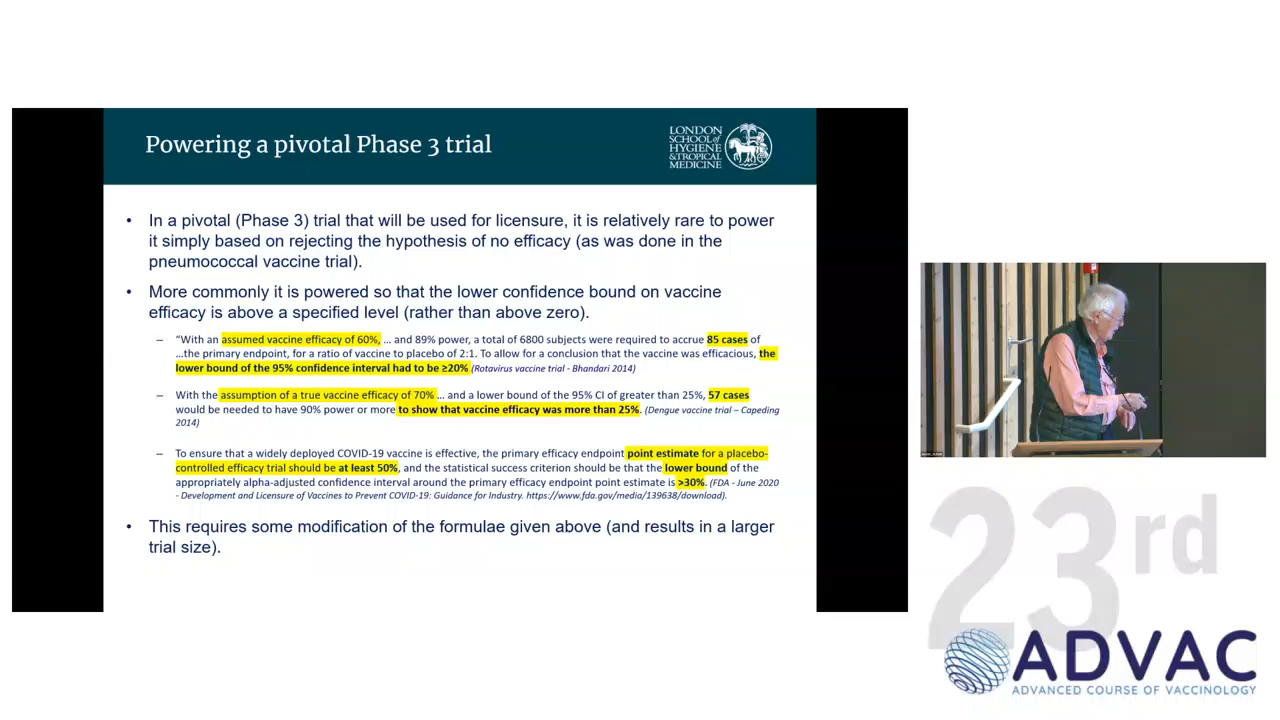 Powering a pivotal Phase 3 trial
LONDON
SCHOOL of
HYGIENE
& TROPICAL
MEDICINE
• In a pivotal (Phase 3) trial that will be used for licensure, it is relatively rare to power
it simply based on rejecting the hypothesis of no efficacy (as was done in the
pneumococcal vaccine trial).
• More commonly it is powered so that the lower confidence bound on vaccine
efficacy is above a specified level (rather than above zero).
– "With an assumed vaccine efficacy of 60%, ... and 89% power, a total of 6800 subjects were required to accrue 85 cases of
...the primary endpoint, for a ratio of vaccine to placebo of 2:1. To allow for a conclusion that the vaccine was efficacious, the
lower bound of the 95% confidence interval had to be ≥20% (Rotavirus vaccine trial - Bhandari 2014)
– With the assumption of a true vaccine efficacy of 70% ... and a lower bound of the 95% CI of greater than 25%, 57 cases
would be needed to have 90% power or more to show that vaccine efficacy was more than 25%. (Dengue vaccine trial – Capeding
2014)
– To ensure that a widely deployed COVID-19 vaccine is effective, the primary efficacy endpoint point estimate for a placebo-
controlled efficacy trial should be at least 50%, and the statistical success criterion should be that the lower bound of the
appropriately alpha-adjusted confidence interval around the primary efficacy endpoint point estimate is >30%. (FDA - June 2020
- Development and Licensure of Vaccines to Prevent COVID-19: Guidance for Industry. https://www.fda.gov/media/139638/download).
• This requires some modification of the formulae given above (and results in a larger
trial size).
23rd
ADVAC
ADVANCED COURSE OF VACCINOLOGY